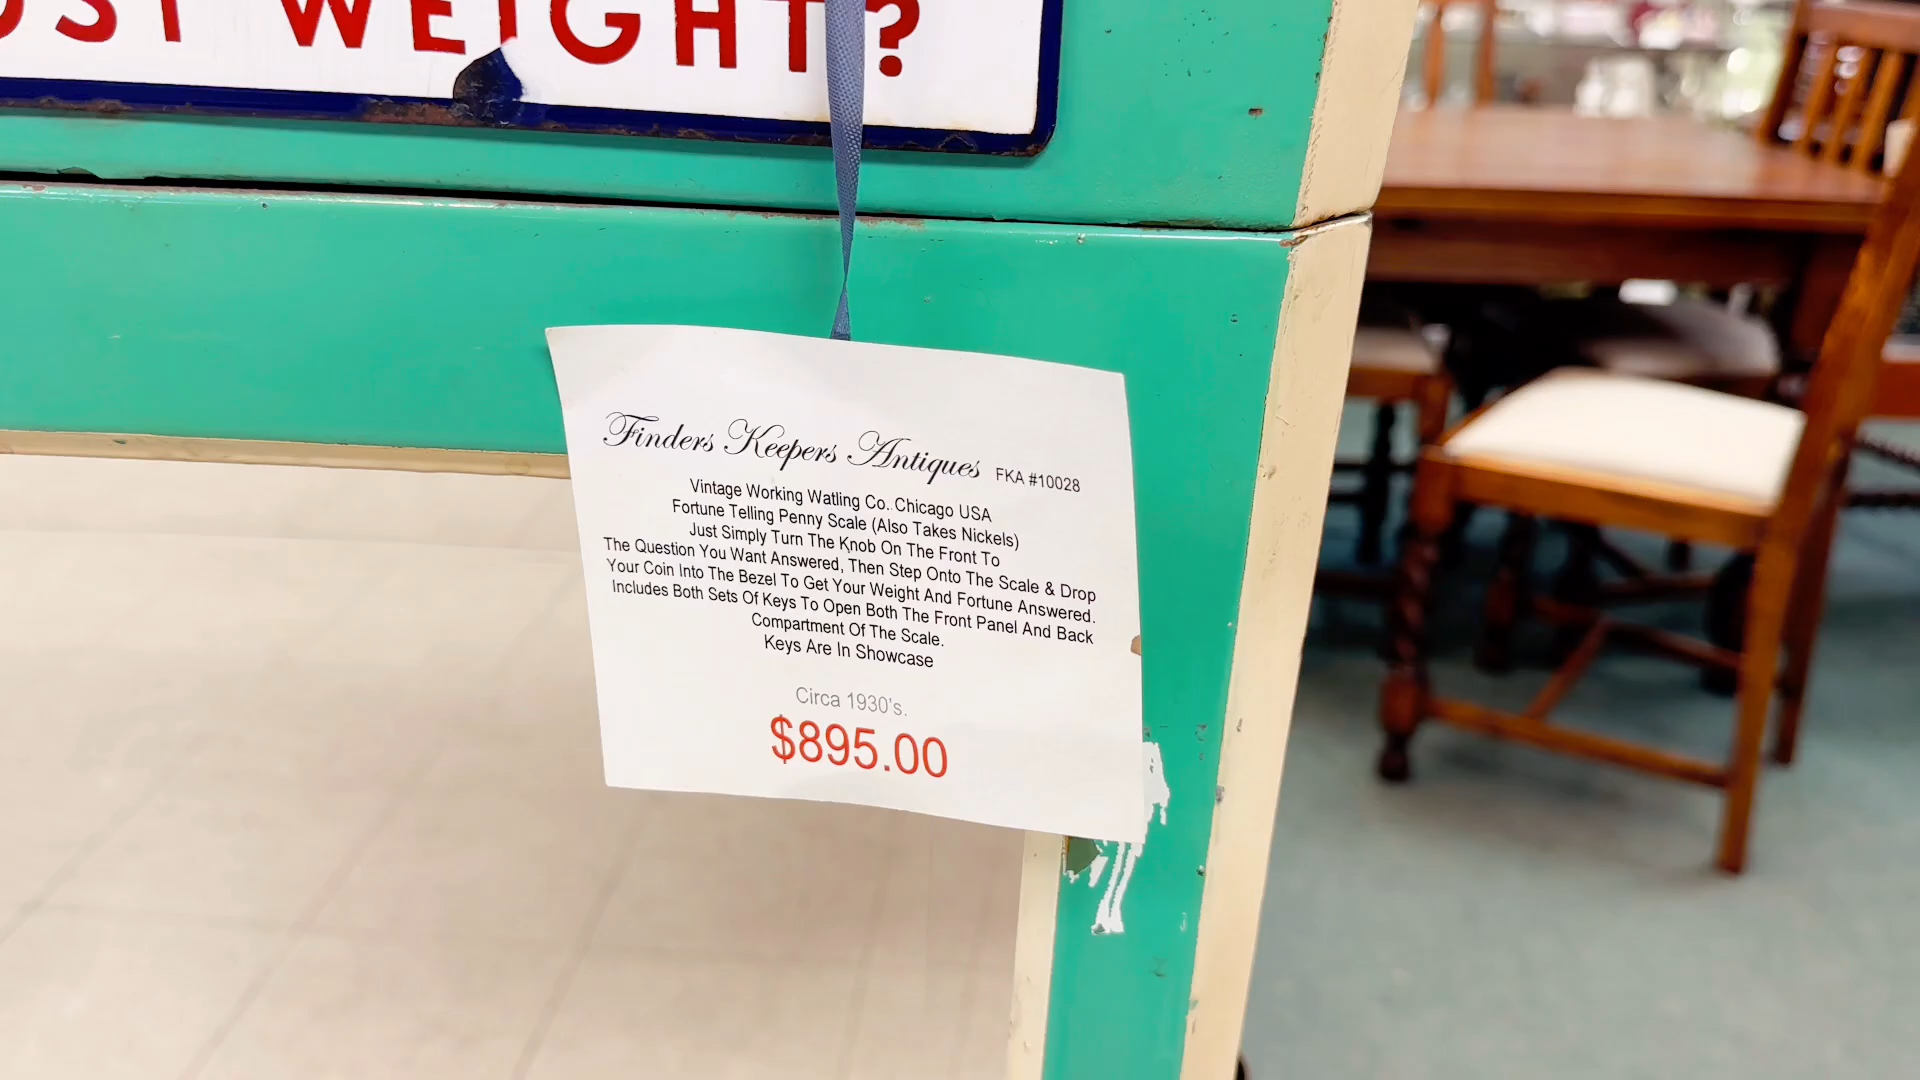 WEIGHT?
Finders Keepers Antiques FKA #10028
Vintage Working Watling Co. Chicago USA
Fortune Telling Penny Scale (Also Takes Nickels)
Just Simply Turn The Knob On The Front To
The Question You Want Answered, Then Step Onto The Scale & Drop
Your Coin Into The Bezel To Get Your Weight And Fortune Answered.
Includes Both Sets Of Keys To Open Both The Front Panel And Back
Compartment Of The Scale.
Keys Are In Showcase
Circa 1930's.
$895.00